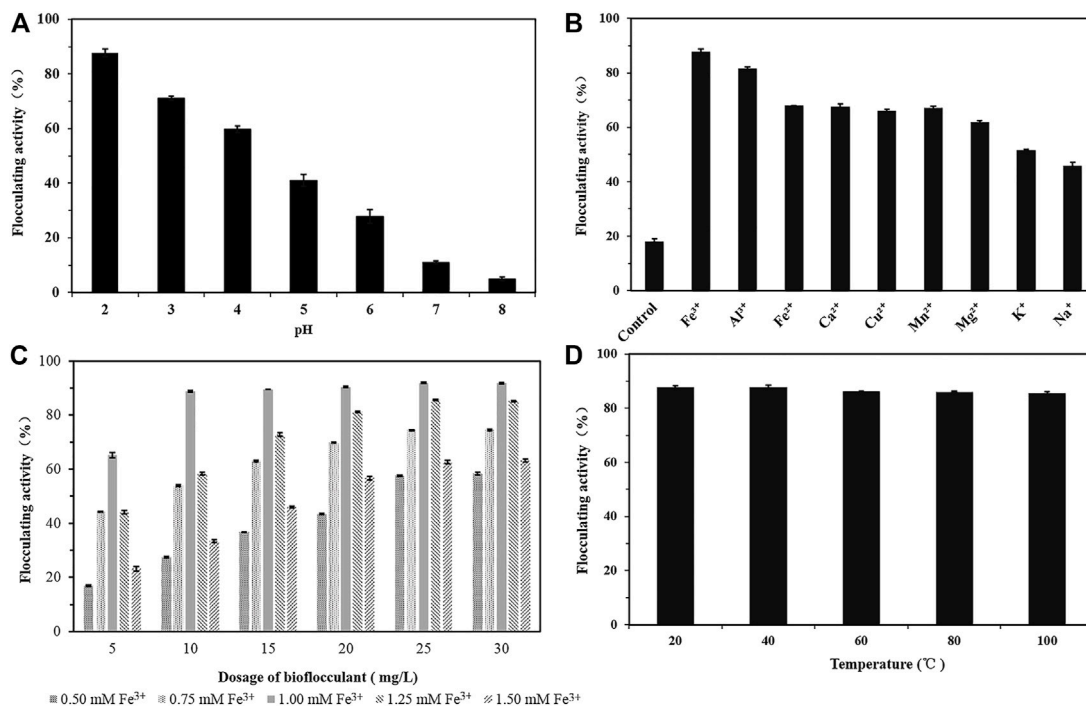 A
Flocculating activity (%)
100
80
60
40
20
0
2 3 4 5 6 7 8
pH
B
Flocculating activity (%)
100
80
60
40
20
0
Control Fe³⁺ Al³⁺ Fe²⁺ Ca²⁺ Cu²⁺ Mn²⁺ Mg²⁺ K⁺ Na⁺
C
Flocculating activity (%)
100
80
60
40
20
0
5 10 15 20 25 30
Dosage of bioflocculant ( mg/L)
0.50 mM Fe³⁺ 0.75 mM Fe³⁺ 1.00 mM Fe³⁺ 1.25 mM Fe³⁺ 1.50 mM Fe³⁺
D
Flocculating activity (%)
100
80
60
40
20
0
20 40 60 80 100
Temperature (℃)